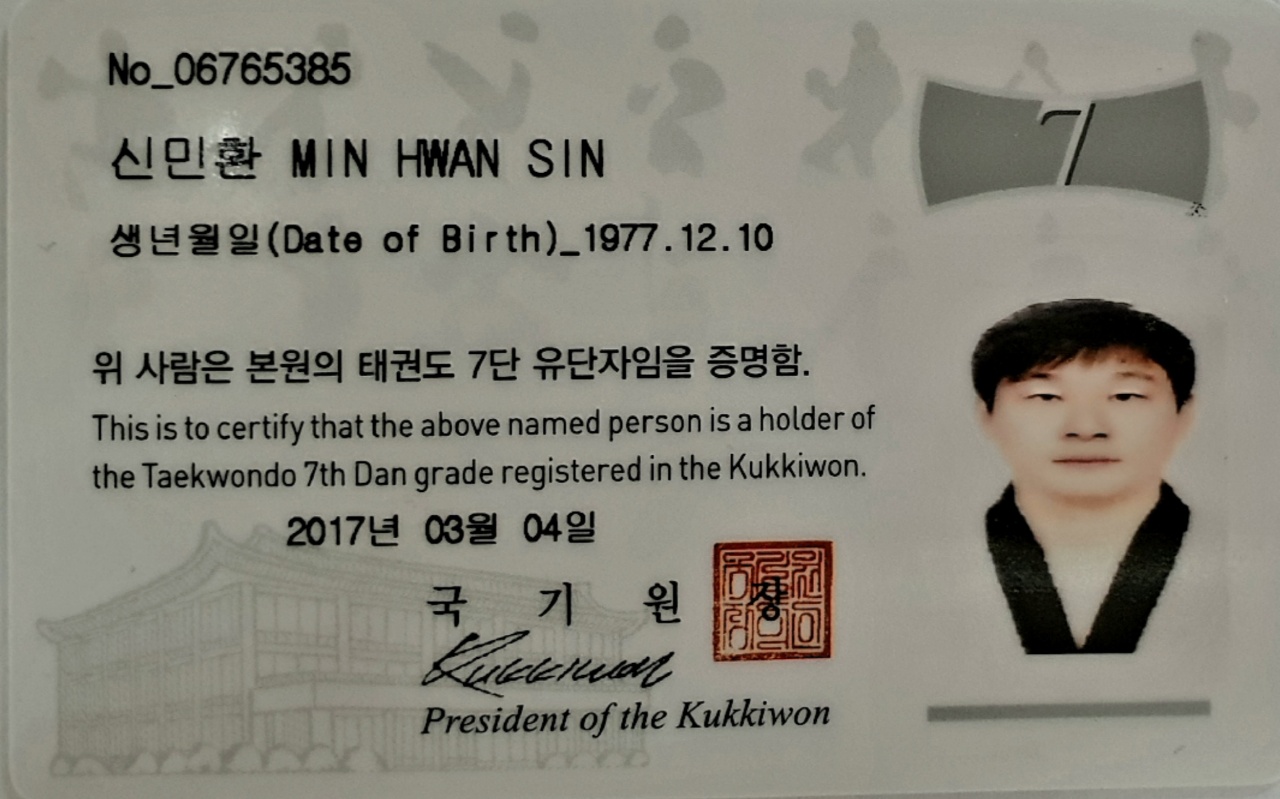 No_06765385
7
신민환 MIN HWAN SIN
생년월일(Date of Birth)_1977.12.10
위 사람은 본원의 태권도 7단 유단자임을 증명함.
This is to certify that the above named person is a holder of
the Taekwondo 7th Dan grade registered in the Kukkiwon.
2017년 03월 04일
국 기 원 장
Kukkiwon
President of the Kukkiwon